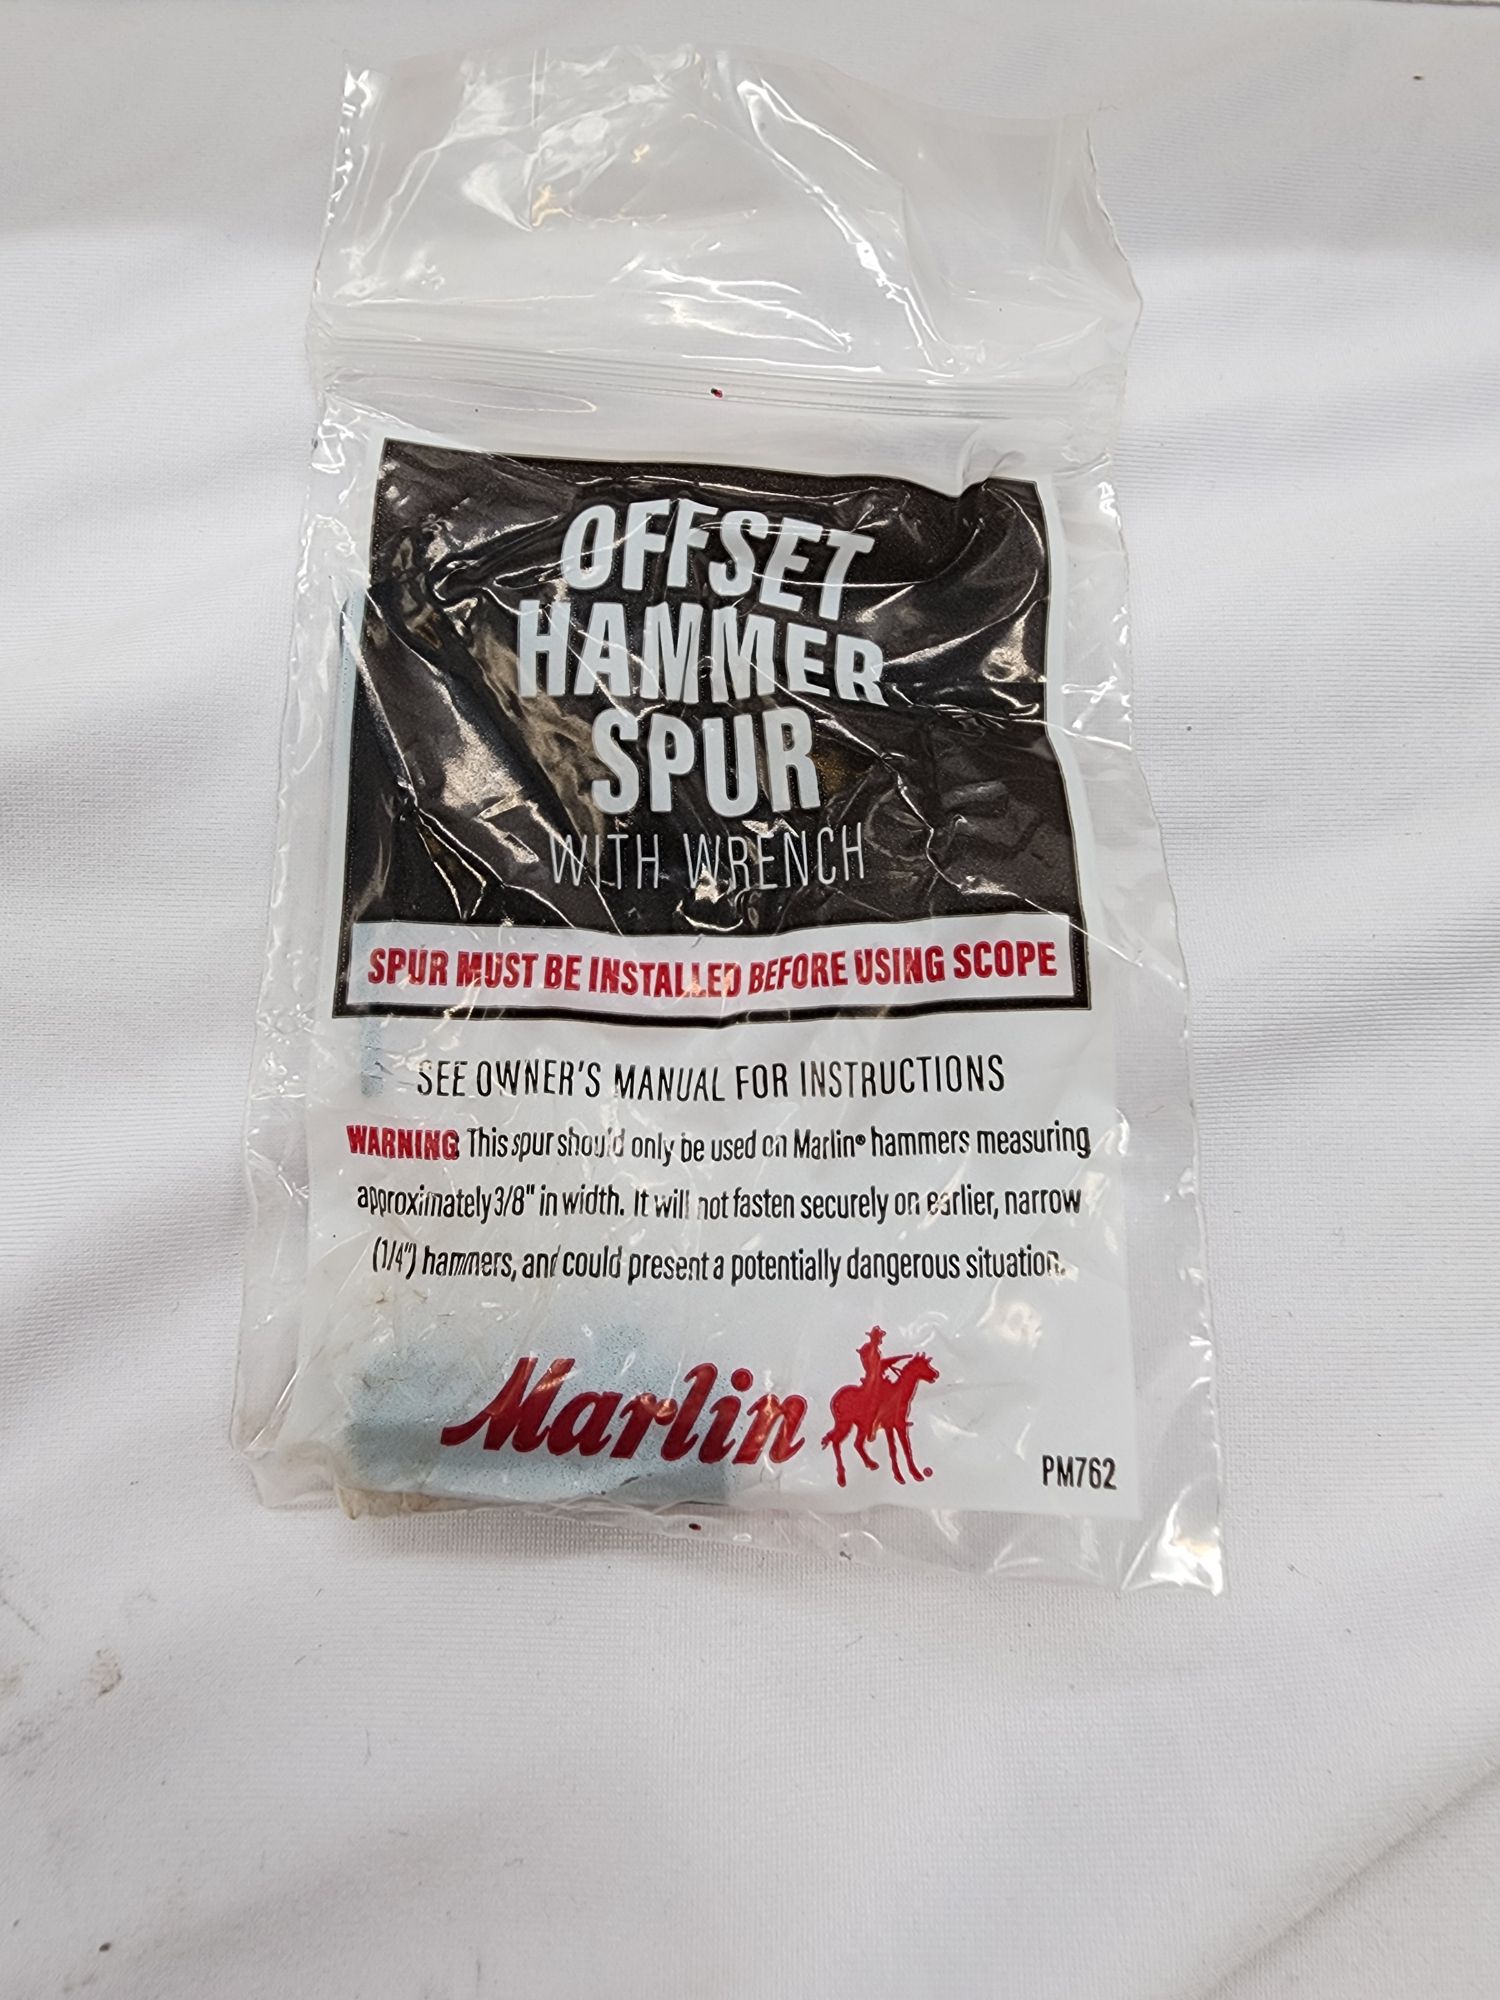 OFFSET
HAMMER
SPUR
WITH WRENCH
SPUR MUST BE INSTALLED BEFORE USING SCOPE
SEE OWNER'S MANUAL FOR INSTRUCTIONS
WARNING: This spur should only be used on Marlin® hammers measuring
approximately 3/8" in width. It will not fasten securely on earlier, narrow
(1/4") hammers, and could present a potentially dangerous situation.
Marlin
PM762